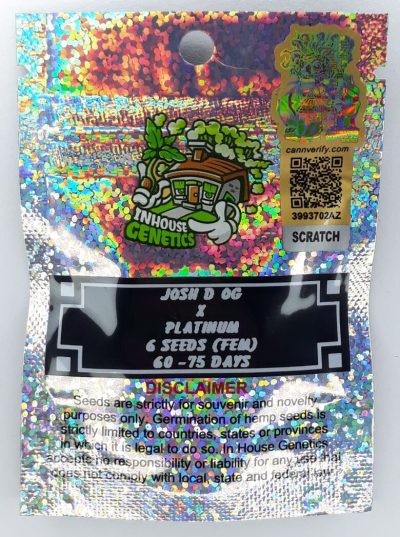 cannverify.com
3993702AZ
SCRATCH
INHOUSE
GENETICS
JOSH D OG
X
PLATINUM
6 SEEDS (FEM)
60 -75 DAYS
DISCLAIMER
Seeds are strictly for souvenir and novelty
purposes only. Germination of hemp seeds is
strictly limited to countries, states or provinces
in which it is legal to do so. In House Genetics
accepts no responsibility or liability for any use that
does not comply with local, state and federal law